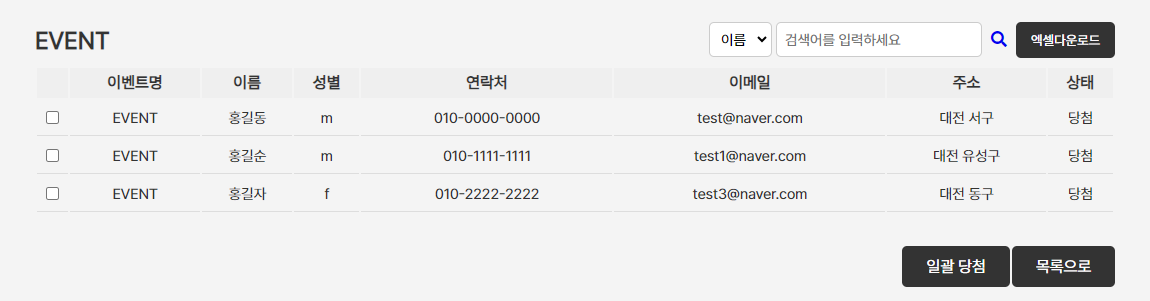 EVENT 이름 검색어를 입력하세요 엑셀다운로드
이벤트명 이름 성별 연락처 이메일 주소 상태
EVENT 홍길동 m 010-0000-0000 test@naver.com 대전 서구 당첨
EVENT 홍길순 m 010-1111-1111 test1@naver.com 대전 유성구 당첨
EVENT 홍길자 f 010-2222-2222 test3@naver.com 대전 동구 당첨
일괄 당첨 목록으로